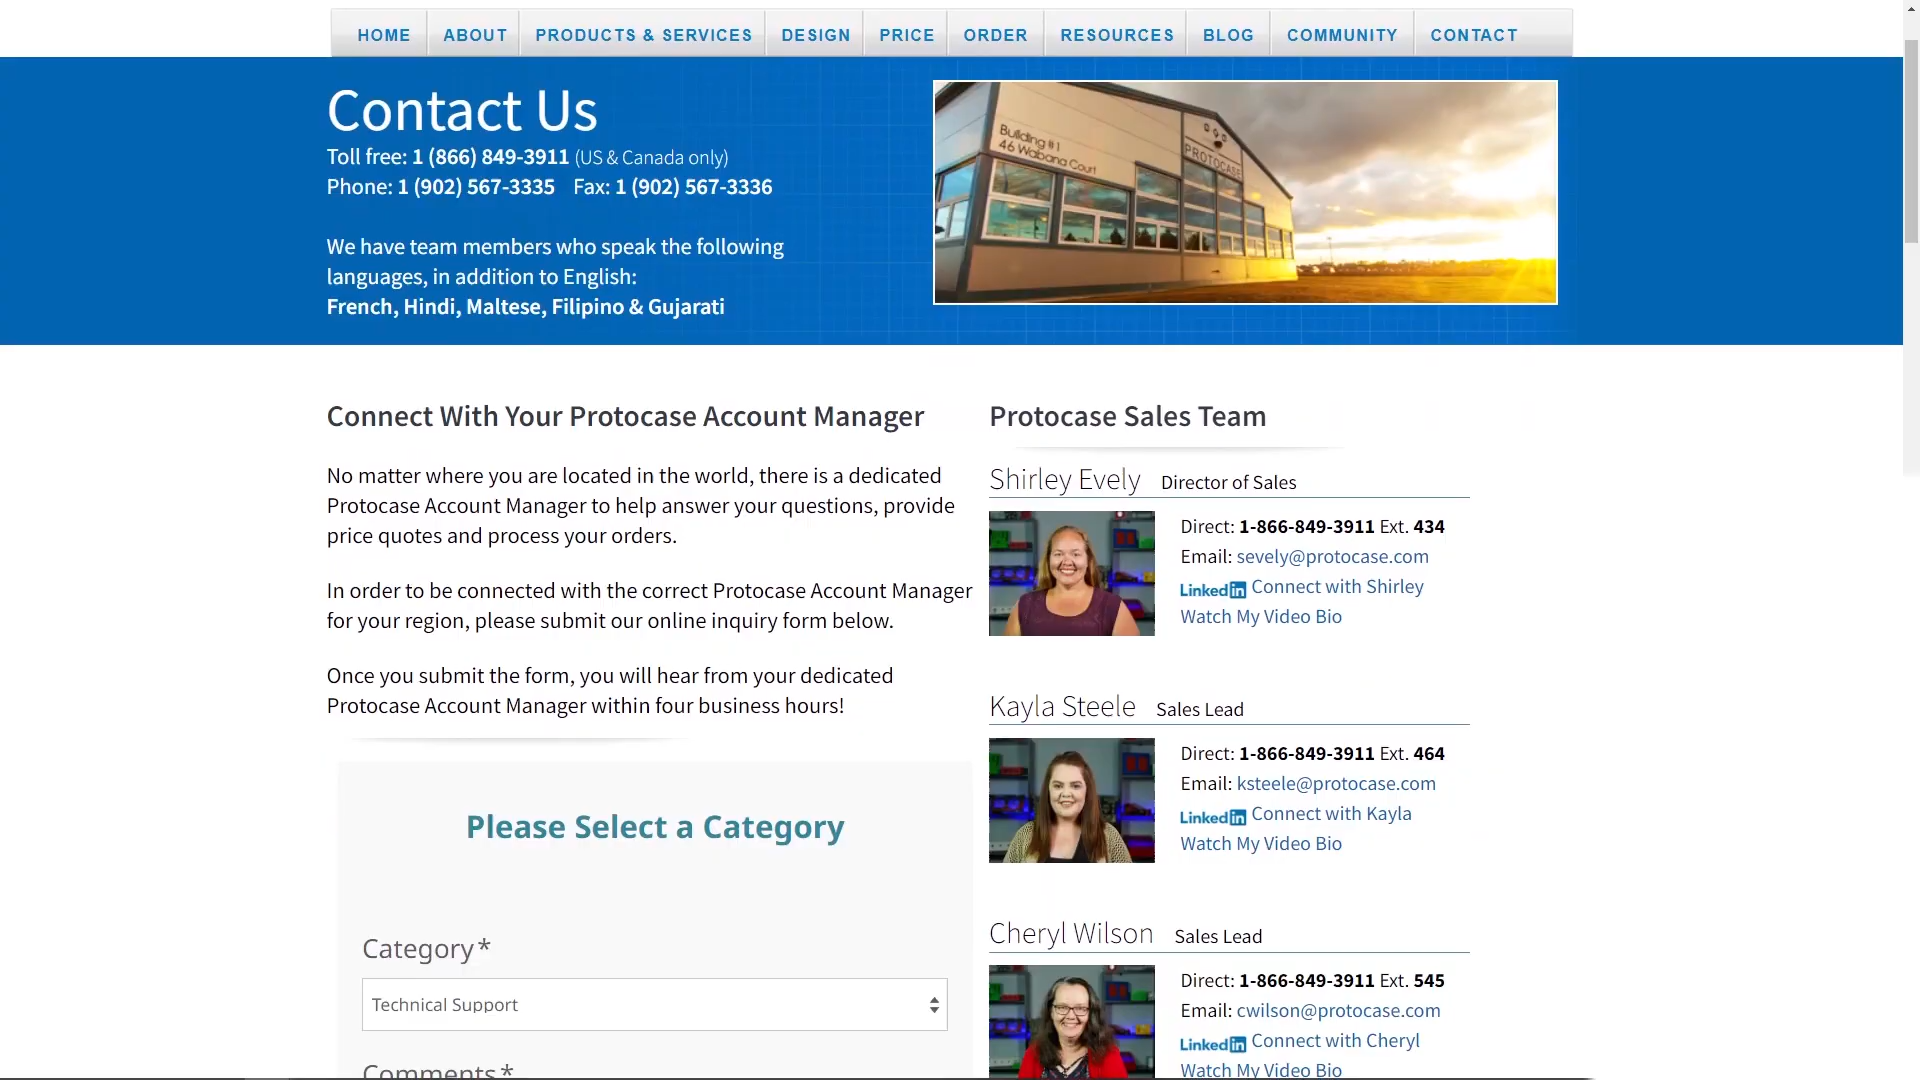 HOME ABOUT PRODUCTS & SERVICES DESIGN PRICE ORDER RESOURCES BLOG COMMUNITY CONTACT
Contact Us
Toll free: 1 (866) 849-3911 (US & Canada only)
Phone: 1 (902) 567-3335 Fax: 1 (902) 567-3336
We have team members who speak the following
languages, in addition to English:
French, Hindi, Maltese, Filipino & Gujarati
Building #1
46 Wabana Court
PROTOCASE
Connect With Your Protocase Account Manager
No matter where you are located in the world, there is a dedicated
Protocase Account Manager to help answer your questions, provide
price quotes and process your orders.
In order to be connected with the correct Protocase Account Manager
for your region, please submit our online inquiry form below.
Once you submit the form, you will hear from your dedicated
Protocase Account Manager within four business hours!
Please Select a Category
Category*
Technical Support
Comments*
Protocase Sales Team
Shirley Evely Director of Sales
Direct: 1-866-849-3911 Ext. 434
Email: sevely@protocase.com
Linked in Connect with Shirley
Watch My Video Bio
Kayla Steele Sales Lead
Direct: 1-866-849-3911 Ext. 464
Email: ksteele@protocase.com
Linked in Connect with Kayla
Watch My Video Bio
Cheryl Wilson Sales Lead
Direct: 1-866-849-3911 Ext. 545
Email: cwilson@protocase.com
Linked in Connect with Cheryl
Watch My Video Bio